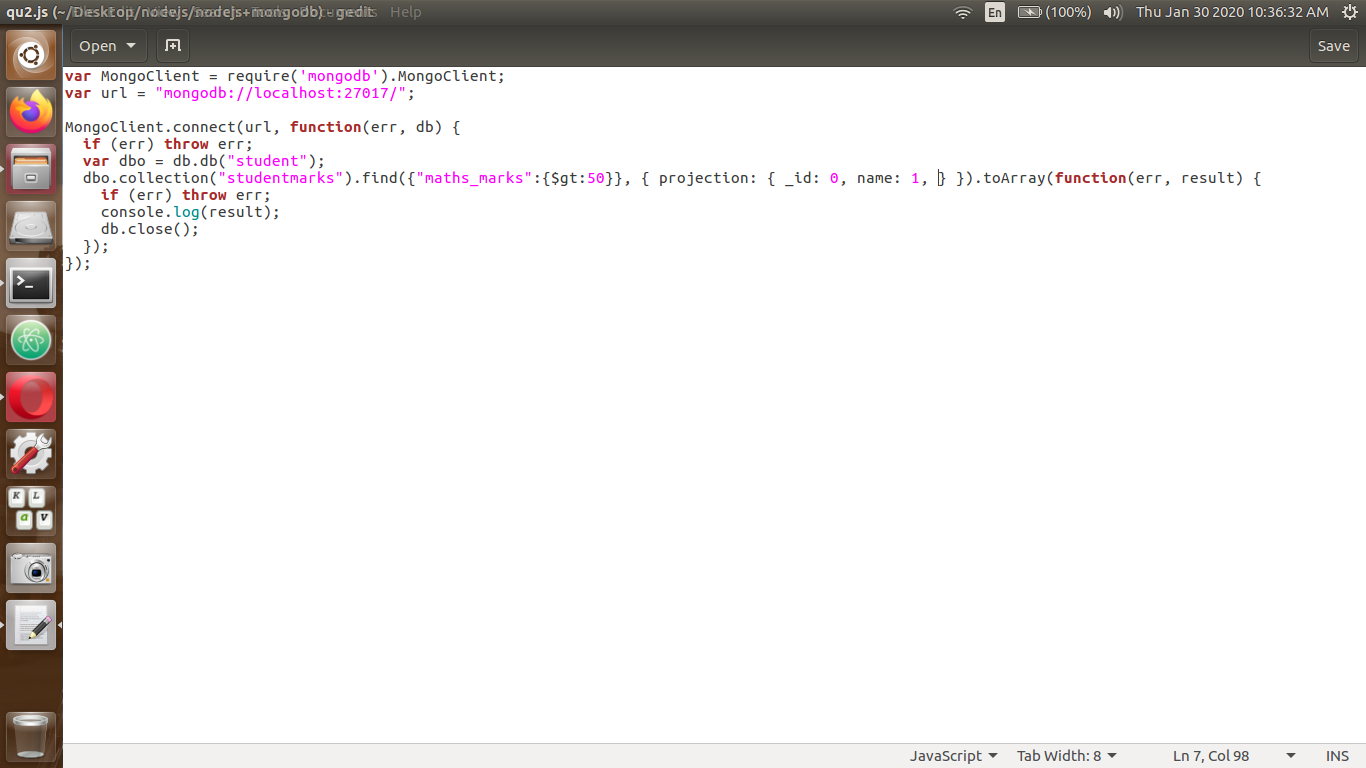 qu2.js (~/Desktop/nodejs/nodejs+mongodb) - gedit Help En (100%) Thu Jan 30 2020 10:36:32 AM
Open Save
var MongoClient = require('mongodb').MongoClient;
var url = "mongodb://localhost:27017/";
MongoClient.connect(url, function(err, db) {
if (err) throw err;
var dbo = db.db("student");
dbo.collection("studentmarks").find({"maths_marks":{$gt:50}}, { projection: { _id: 0, name: 1, } }).toArray(function(err, result) {
if (err) throw err;
console.log(result);
db.close();
});
});
K L
a V
JavaScript Tab Width: 8 Ln 7, Col 98 INS